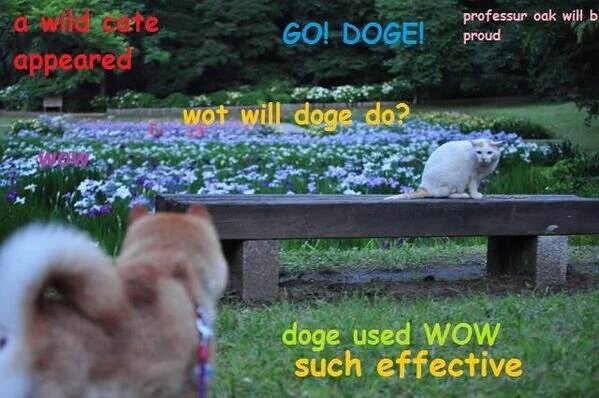 a wild cate
appeared
GO! DOGE!
professur oak will b
proud
wot will doge do?
wow
doge used WOW
such effective